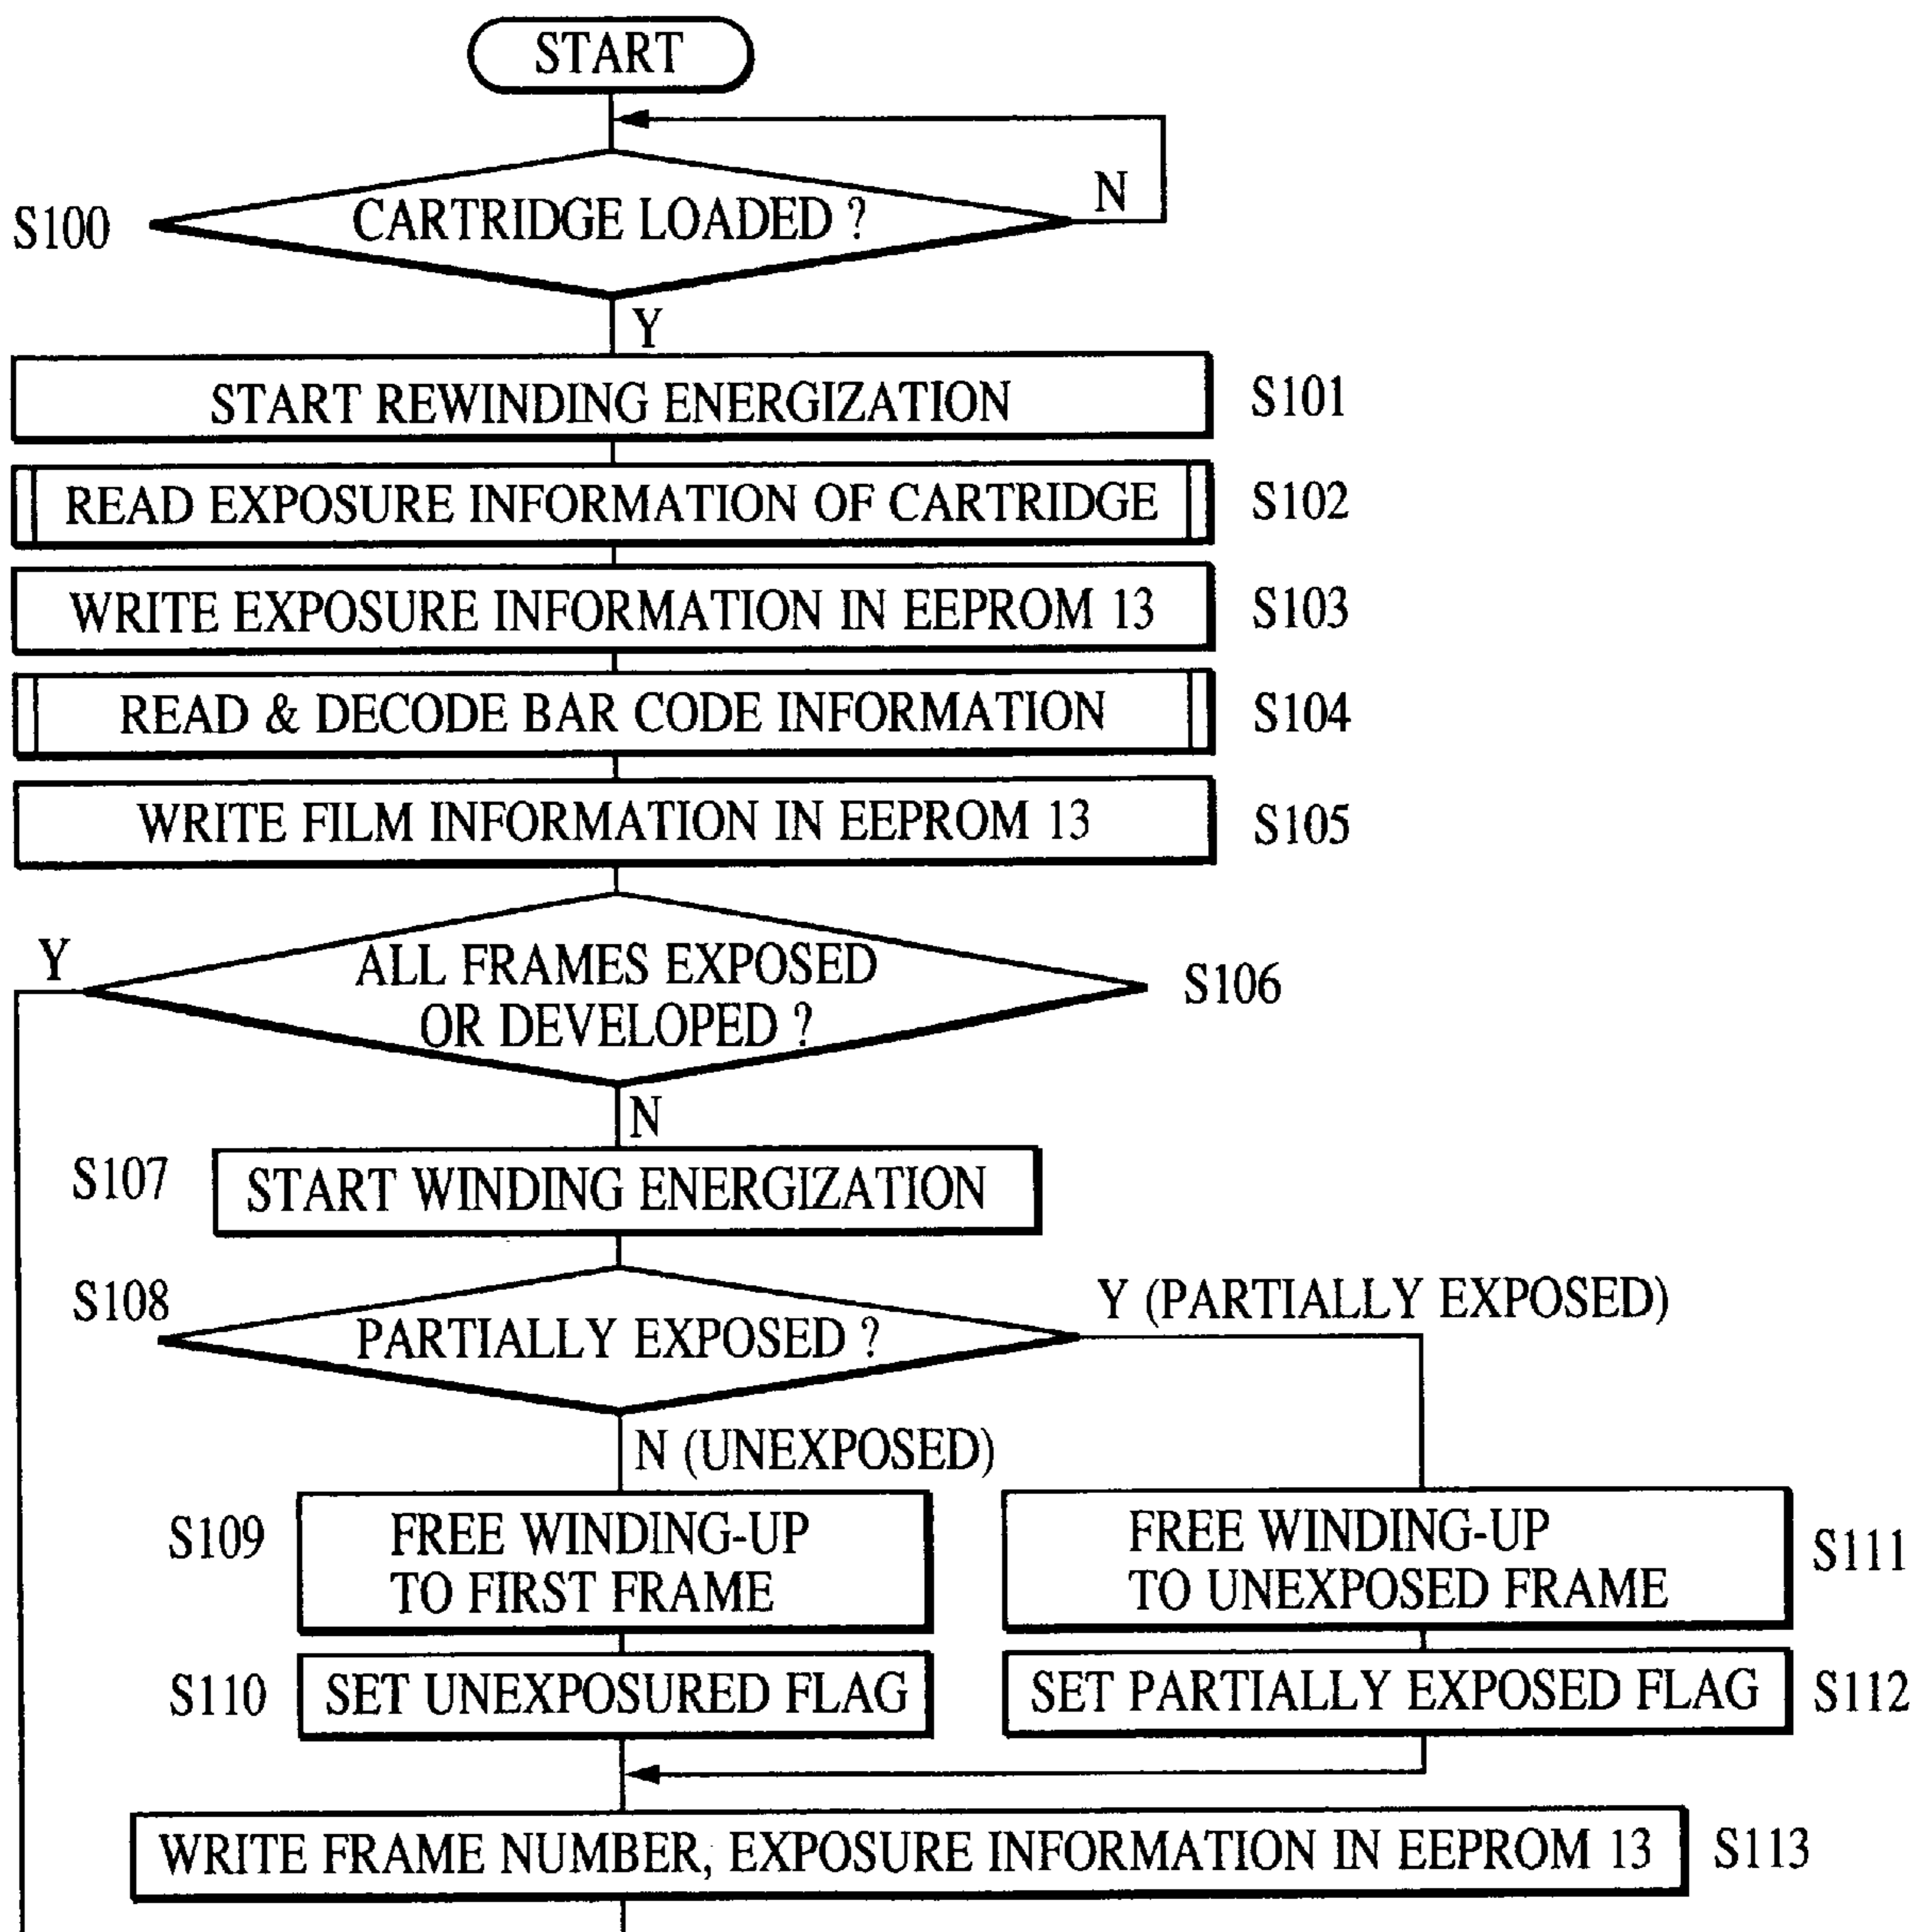 START
N
S100
CARTRIDGE LOADED ?
Y
START REWINDING ENERGIZATION
S101
READ EXPOSURE INFORMATION OF CARTRIDGE
S102
WRITE EXPOSURE INFORMATION IN EEPROM 13
S103
READ & DECODE BAR CODE INFORMATION
S104
WRITE FILM INFORMATION IN EEPROM 13
S105
Y
ALL FRAMES EXPOSED
OR DEVELOPED ?
S106
N
S107
START WINDING ENERGIZATION
S108
PARTIALLY EXPOSED ?
Y (PARTIALLY EXPOSED)
N (UNEXPOSED)
S109
FREE WINDING-UP
TO FIRST FRAME
FREE WINDING-UP
TO UNEXPOSED FRAME
S111
S110
SET UNEXPOSURED FLAG
SET PARTIALLY EXPOSED FLAG
S112
WRITE FRAME NUMBER, EXPOSURE INFORMATION IN EEPROM 13
S113